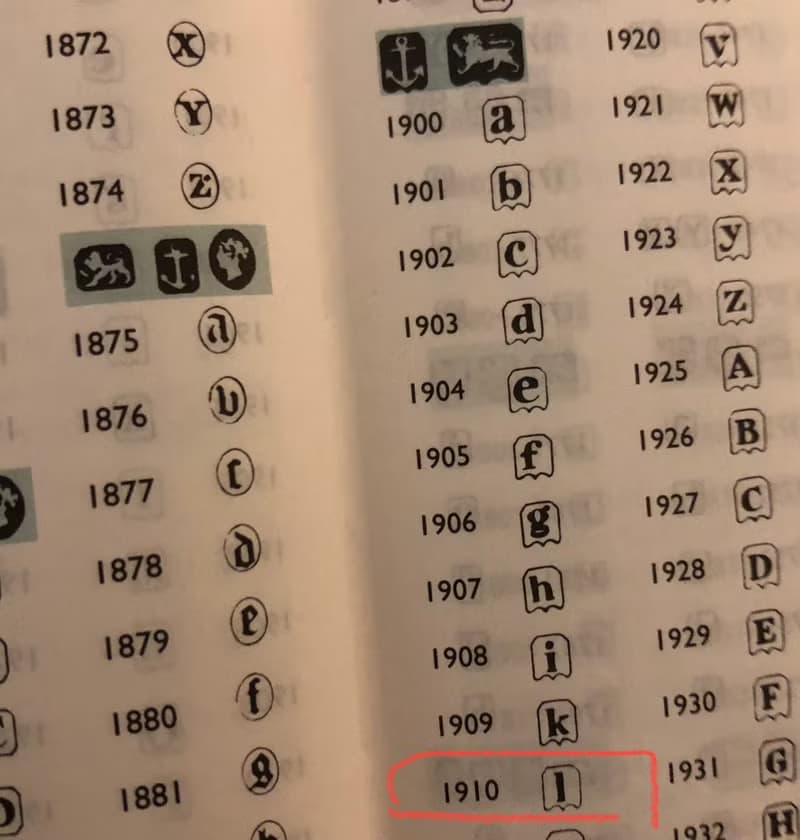 1872 X
1873 Y
1874 Z
1875 a
1876 b
1877 c
1878 d
1879 e
1880 f
1881 g
1900 a
1901 b
1902 c
1903 d
1904 e
1905 f
1906 g
1907 h
1908 i
1909 k
1910 l
1920 v
1921 w
1922 x
1923 y
1924 z
1925 A
1926 B
1927 C
1928 D
1929 E
1930 F
1931 G
1932 H